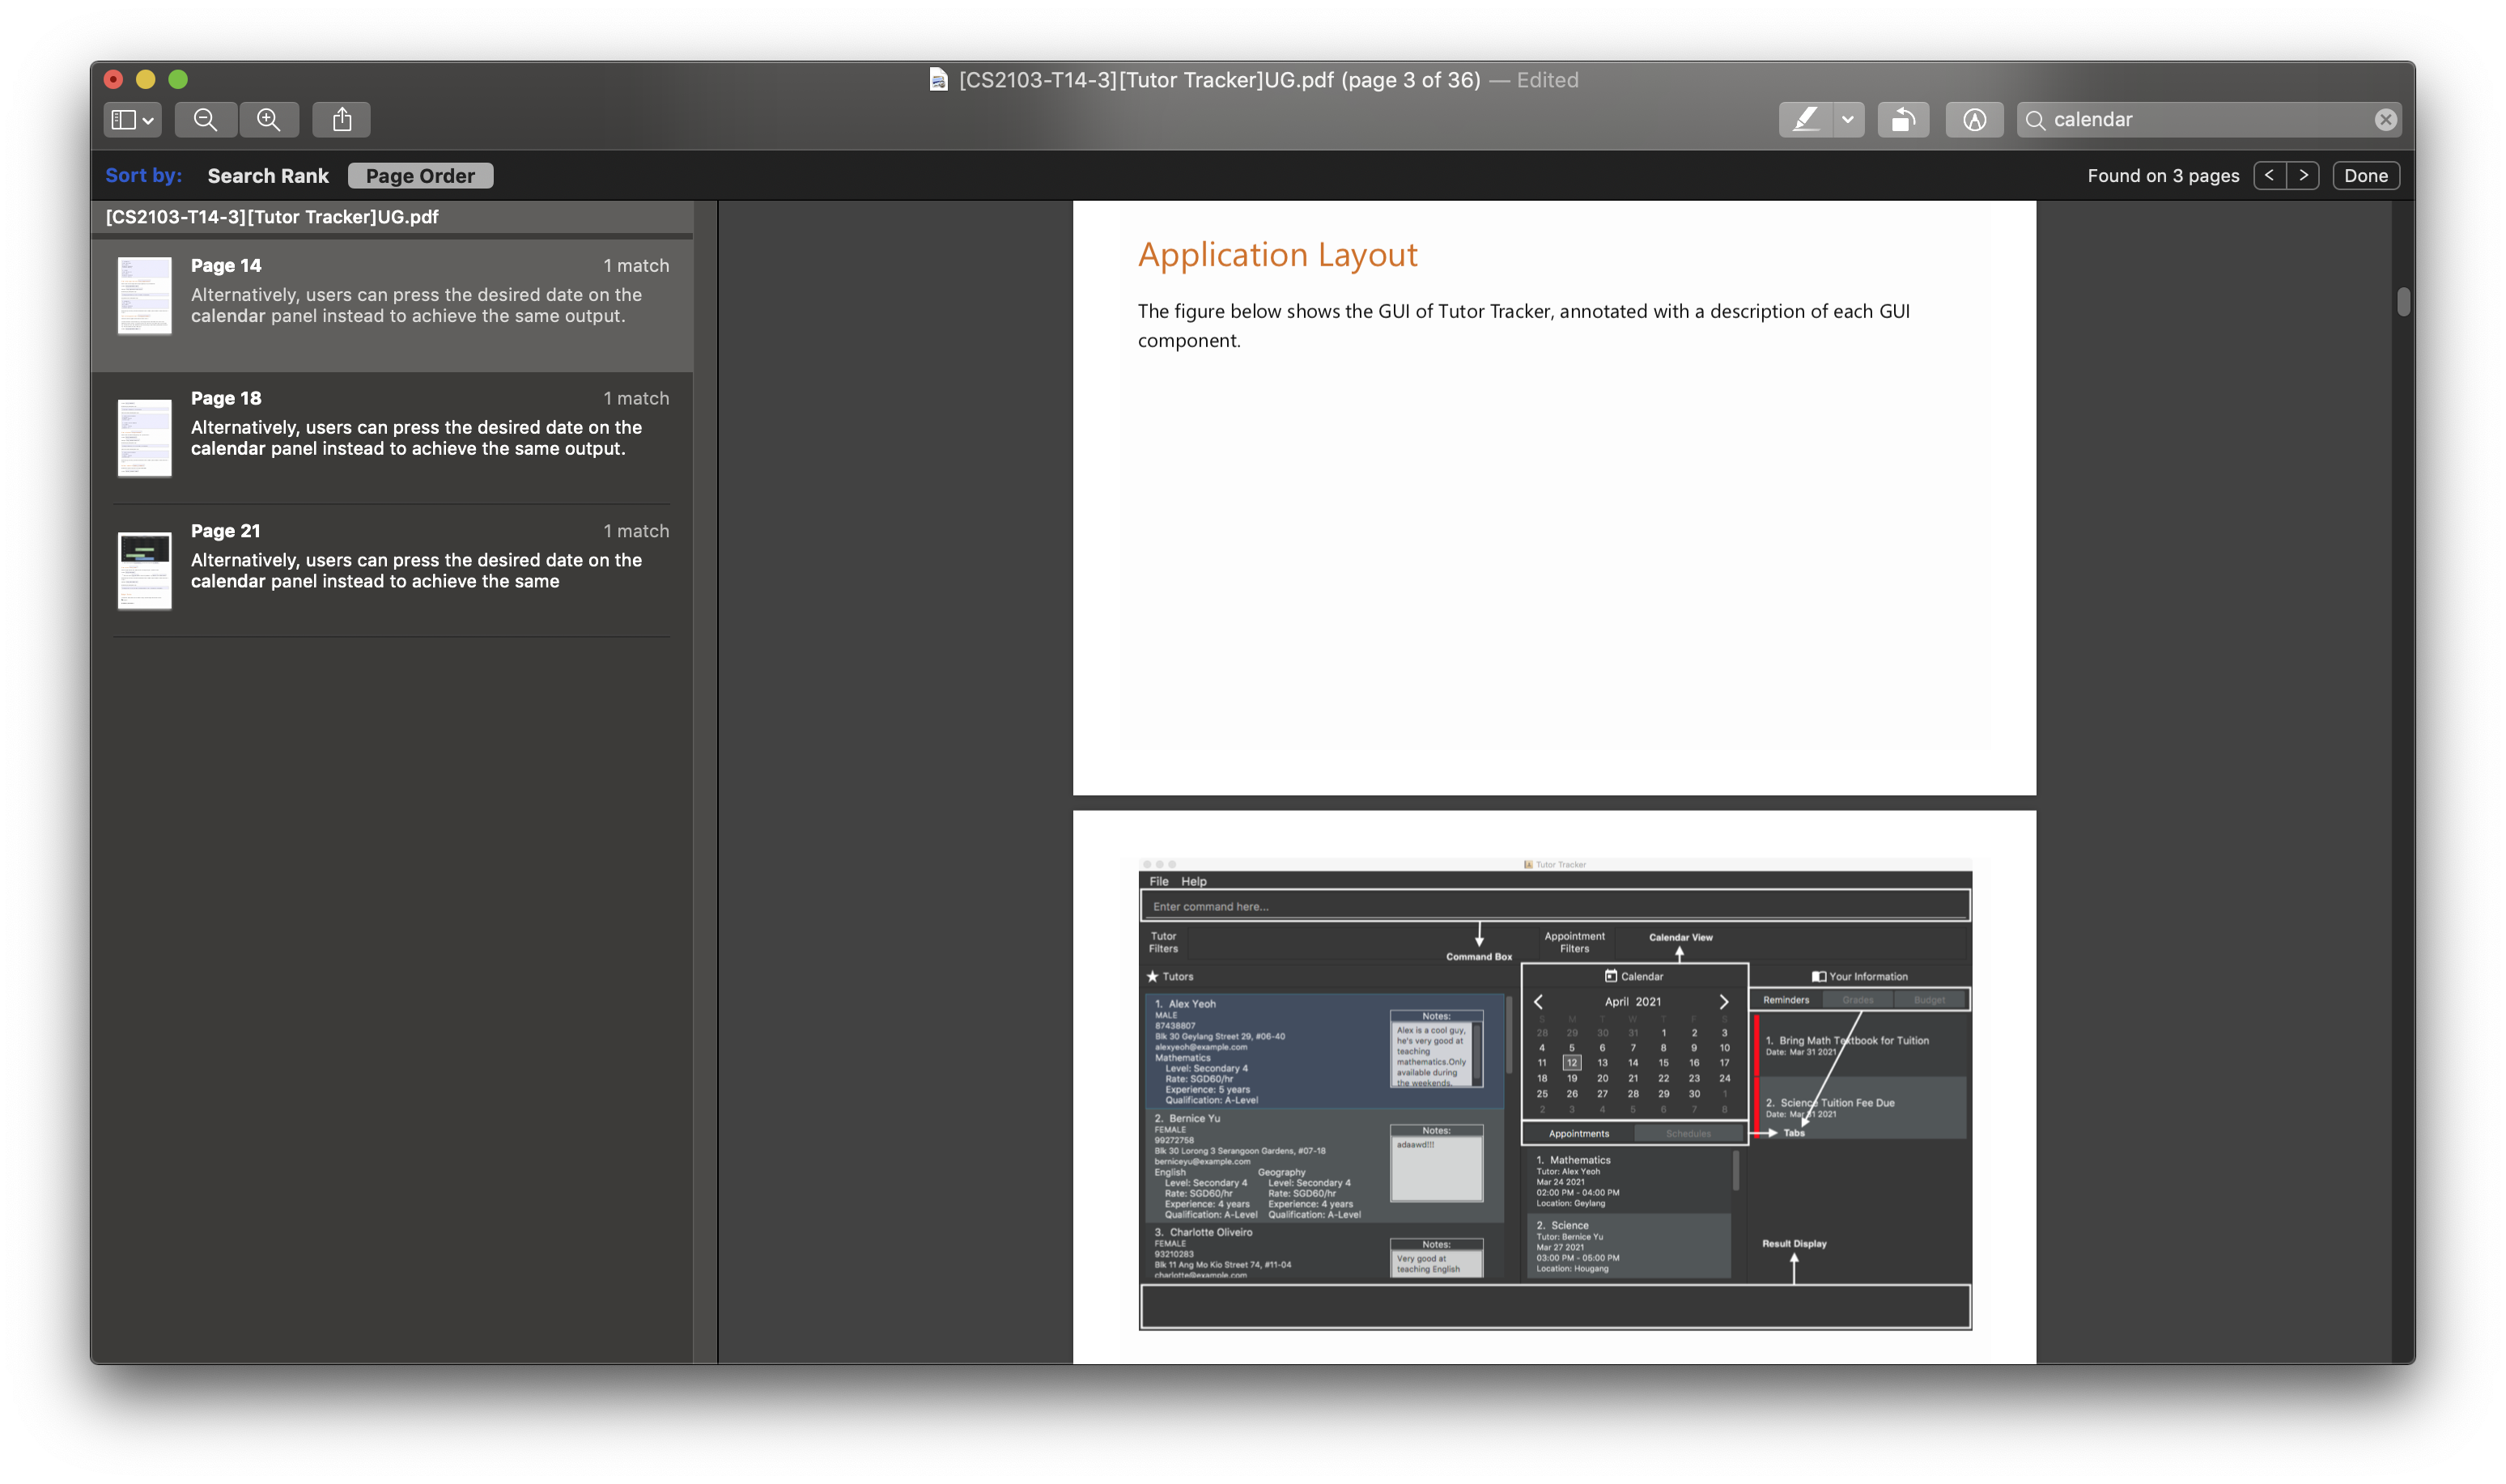 [CS2103-T14-3][Tutor Tracker]UG.pdf (page 3 of 36) — Edited
calendar
Sort by: Search Rank Page Order
Found on 3 pages < > Done
[CS2103-T14-3][Tutor Tracker]UG.pdf
Page 14 1 match
Alternatively, users can press the desired date on the
calendar panel instead to achieve the same output.
Page 18 1 match
Alternatively, users can press the desired date on the
calendar panel instead to achieve the same output.
Page 21 1 match
Alternatively, users can press the desired date on the
calendar panel instead to achieve the same
Application Layout
The figure below shows the GUI of Tutor Tracker, annotated with a description of each GUI
component.
Tutor Tracker
File Help
Enter command here...
Tutor
Filters
Command Box
Appointment
Filters
Calendar View
Tutors
1. Alex Yeoh
MALE
87438807
Blk 30 Geylang Street 29, #06-40
alexyeoh@example.com
Mathematics
Level: Secondary 4
Rate: SGD60/hr
Experience: 5 years
Qualification: A-Level
Notes:
Alex is a cool guy,
he's very good at
teaching
mathematics.Only
available during
the weekends.
2. Bernice Yu
FEMALE
99272758
Blk 30 Lorong 3 Serangoon Gardens, #07-18
berniceyu@example.com
English Geography
Level: Secondary 4 Level: Secondary 4
Rate: SGD60/hr Rate: SGD60/hr
Experience: 4 years Experience: 4 years
Qualification: A-Level Qualification: A-Level
Notes:
adaawd!!!
3. Charlotte Oliveiro
FEMALE
93210283
Blk 11 Ang Mo Kio Street 74, #11-04
charlotte@example.com
Notes:
Very good at
teaching English
Calendar
April 2021
S M T W T F S
28 29 30 31 1 2 3
4 5 6 7 8 9 10
11 12 13 14 15 16 17
18 19 20 21 22 23 24
25 26 27 28 29 30 1
2 3 4 5 6 7 8
Appointments Schedules
1. Mathematics
Tutor: Alex Yeoh
Mar 24 2021
02:00 PM - 04:00 PM
Location: Geylang
2. Science
Tutor: Bernice Yu
Mar 27 2021
03:00 PM - 05:00 PM
Location: Hougang
Your Information
Reminders Grades Budget
1. Bring Math Textbook for Tuition
Date: Mar 31 2021
2. Science Tuition Fee Due
Date: Mar 31 2021
Tabs
Result Display